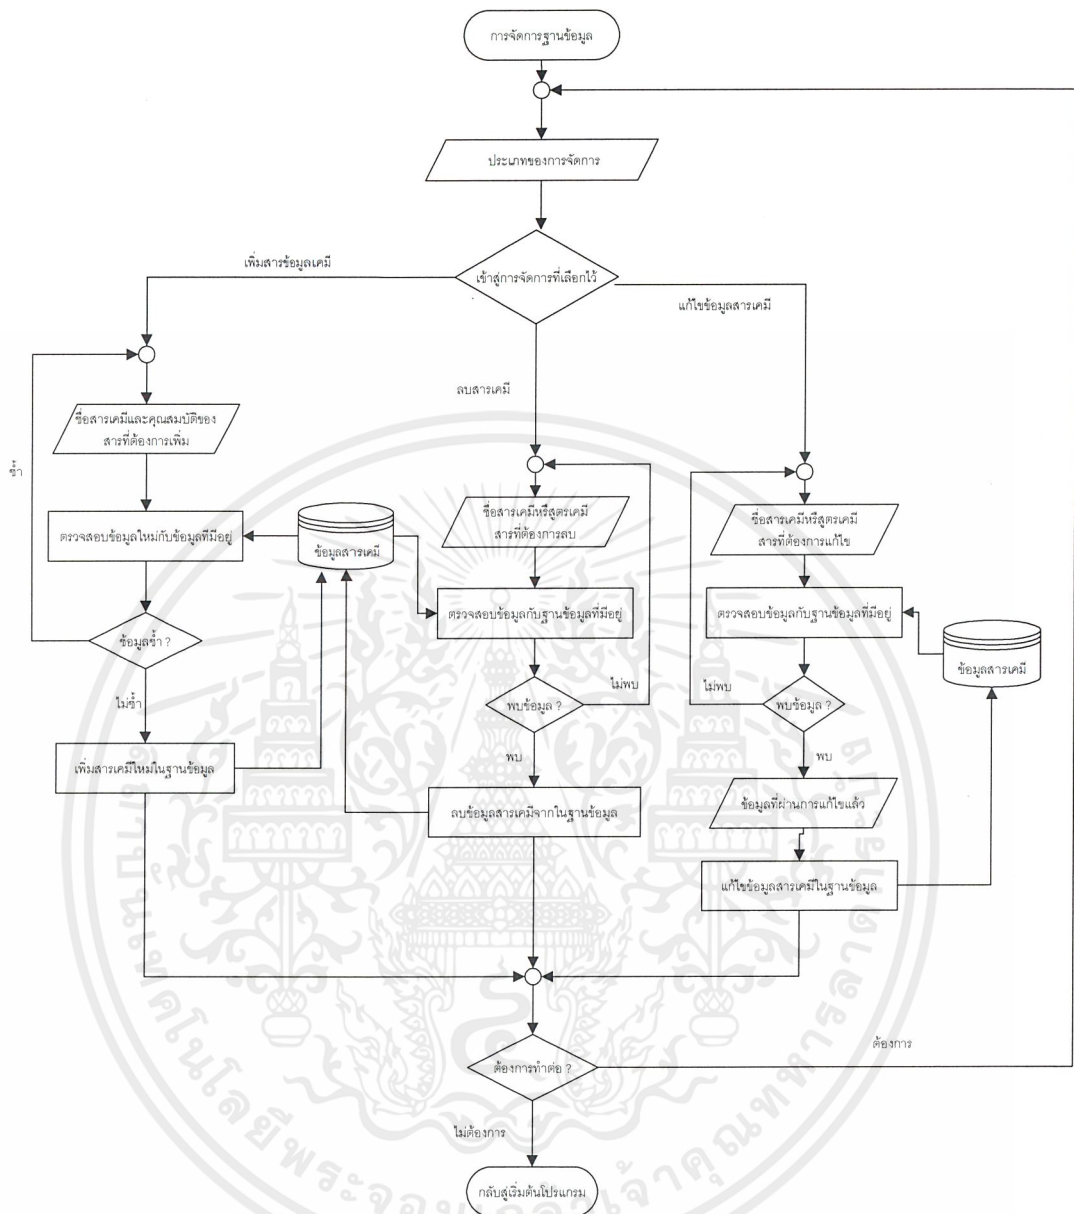 การจัดการฐานข้อมูล
ประเภทของการจัดการ
เข้าสู่การจัดการที่เลือกไว้
เพิ่มสารข้อมูลเคมี
ลบสารเคมี
แก้ไขข้อมูลสารเคมี
ชื่อสารเคมีและคุณสมบัติของ
สารที่ต้องการเพิ่ม
ซ้ำ
ตรวจสอบข้อมูลใหม่กับข้อมูลที่มีอยู่
ข้อมูลสารเคมี
ข้อมูลซ้ำ ?
ไม่ซ้ำ
เพิ่มสารเคมีใหม่ในฐานข้อมูล
ชื่อสารเคมีหรือสูตรเคมี
สารที่ต้องการลบ
ตรวจสอบข้อมูลกับฐานข้อมูลที่มีอยู่
ไม่พบ
พบข้อมูล ?
พบ
ลบข้อมูลสารเคมีจากในฐานข้อมูล
ชื่อสารเคมีหรือสูตรเคมี
สารที่ต้องการแก้ไข
ตรวจสอบข้อมูลกับฐานข้อมูลที่มีอยู่
ข้อมูลสารเคมี
ไม่พบ
พบข้อมูล ?
พบ
ข้อมูลที่ผ่านการแก้ไขแล้ว
แก้ไขข้อมูลสารเคมีในฐานข้อมูล
ต้องการทำต่อ ?
ต้องการ
ไม่ต้องการ
กลับสู่เริ่มต้นโปรแกรม